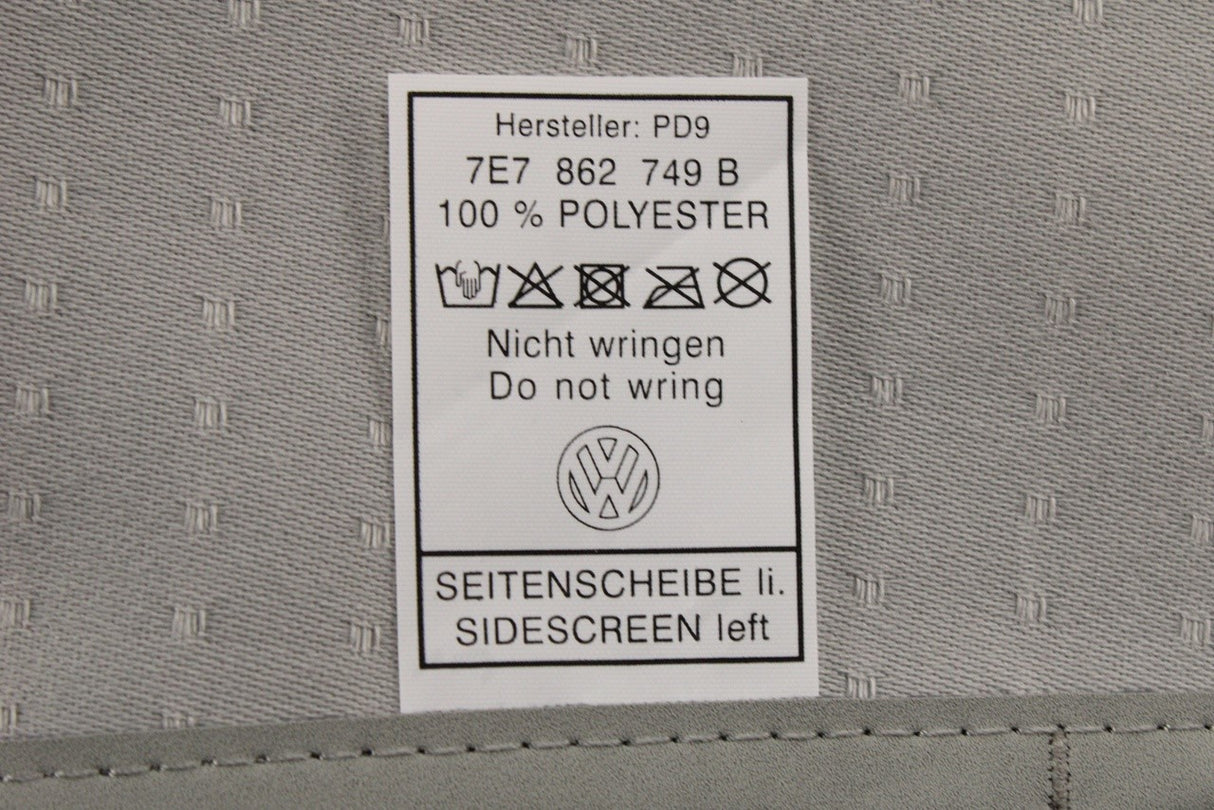 Hersteller: PD9
7E7 862 749 B
100 % POLYESTER
Nicht wringen
Do not wring
SEITENSCHEIBE li.
SIDESCREEN left